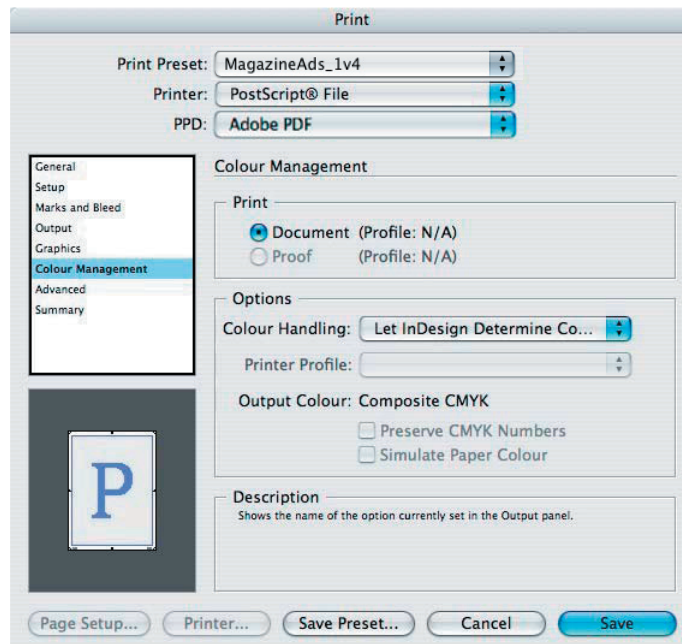 Print
Print Preset: MagazineAds_1v4
Printer: PostScript® File
PPD: Adobe PDF
General
Setup
Marks and Bleed
Output
Graphics
Colour Management
Advanced
Summary
Colour Management
Print
Document (Profile: N/A)
Proof (Profile: N/A)
Options
Colour Handling: Let InDesign Determine Co...
Printer Profile:
Output Colour: Composite CMYK
Preserve CMYK Numbers
Simulate Paper Colour
P
Description
Shows the name of the option currently set in the Output panel.
Page Setup... Printer... Save Preset... Cancel Save